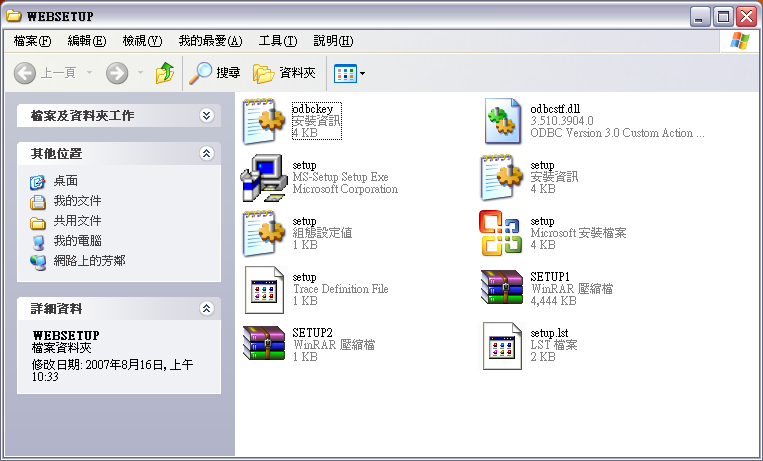 WEBSETUP
檔案(F) 編輯(E) 檢視(V) 我的最愛(A) 工具(T) 說明(H)
上一頁 搜尋 資料夾
檔案及資料夾工作
其他位置
桌面
我的文件
共用文件
我的電腦
網路上的芳鄰
詳細資料
WEBSETUP
檔案資料夾
修改日期: 2007年8月16日, 上午
10:33
odbckey
安裝資訊
4 KB
odbcstf.dll
3.510.3904.0
ODBC Version 3.0 Custom Action ...
setup
MS-Setup Setup Exe
Microsoft Corporation
setup
安裝資訊
4 KB
setup
組態設定值
1 KB
setup
Microsoft 安裝檔案
4 KB
setup
Trace Definition File
1 KB
SETUP1
WinRAR 壓縮檔
4,444 KB
SETUP2
WinRAR 壓縮檔
1 KB
setup.lst
LST 檔案
2 KB